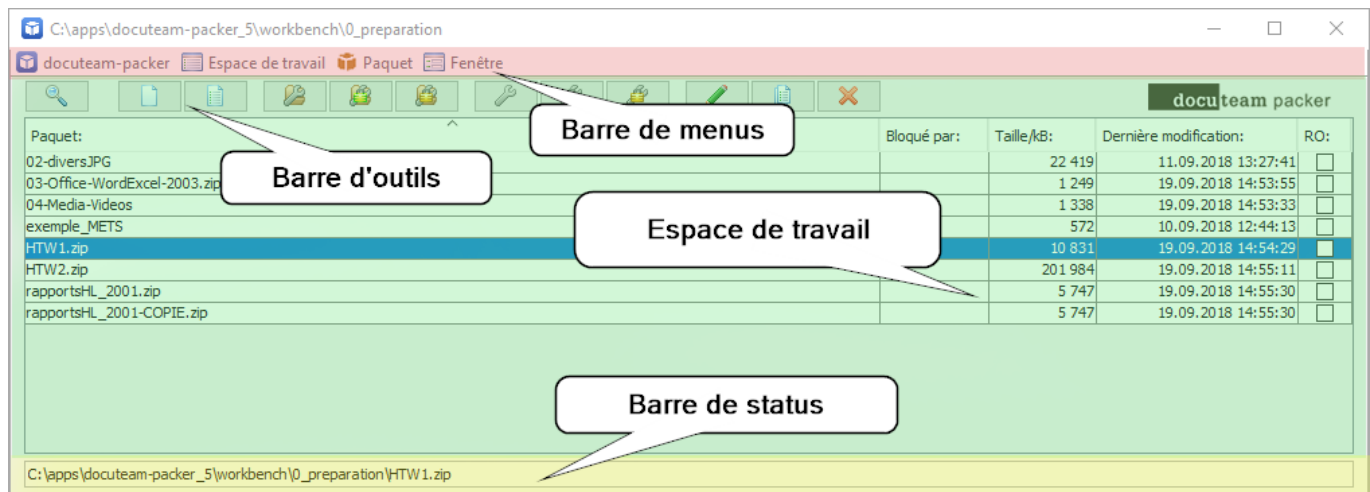 C:\apps\docuteam-packer_5\workbench\0_preparation
docuteam-packer Espace de travail Paquet Fenêtre
docuteam packer
Barre de menus
Paquet: Bloqué par: Taille/kB: Dernière modification: RO:
02-diversJPG 22 419 11.09.2018 13:27:41
Barre d'outils
03-Office-WordExcel-2003.zip 1 249 19.09.2018 14:53:55
04-Media-Videos 1 338 19.09.2018 14:53:33
exemple_METS 572 10.09.2018 12:44:13
Espace de travail
HTW1.zip 10 831 19.09.2018 14:54:29
HTW2.zip 201 984 19.09.2018 14:55:11
rapportsHL_2001.zip 5 747 19.09.2018 14:55:30
rapportsHL_2001-COPIE.zip 5 747 19.09.2018 14:55:30
Barre de status
C:\apps\docuteam-packer_5\workbench\0_preparation\HTW1.zip